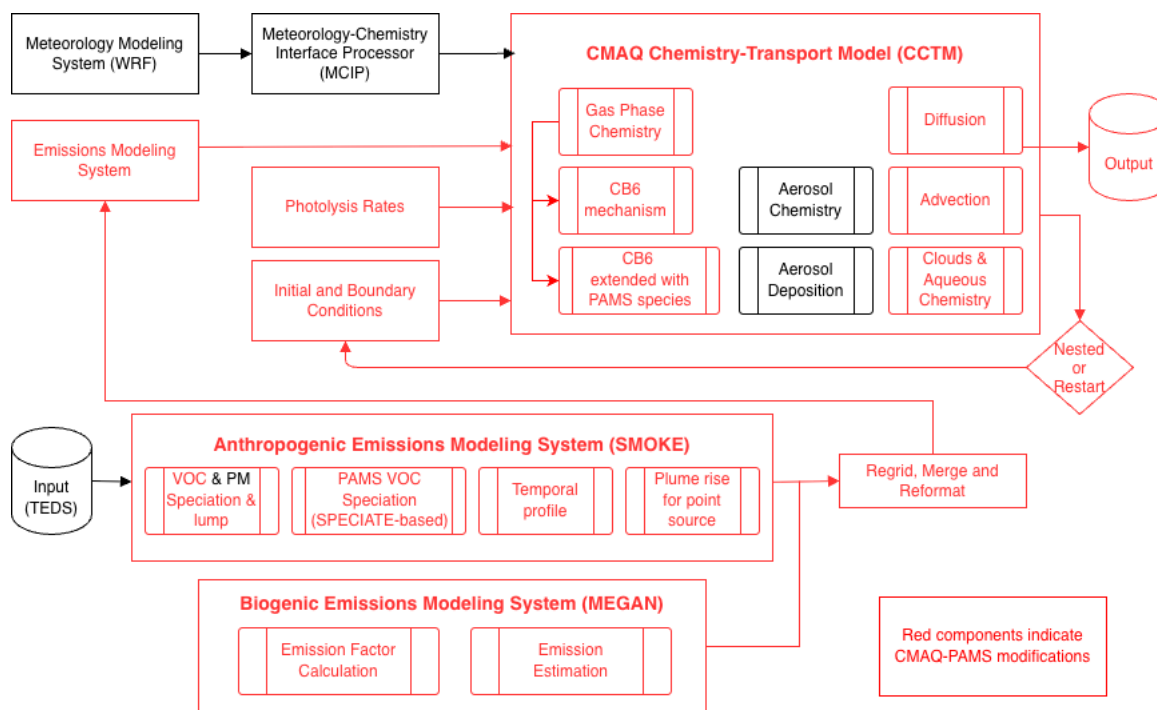 Meteorology Modeling
System (WRF)
Meteorology-Chemistry
Interface Processor
(MCIP)
CMAQ Chemistry-Transport Model (CCTM)
Gas Phase
Chemistry
Diffusion
Output
Emissions Modeling
System
Photolysis Rates
CB6
mechanism
Aerosol
Chemistry
Advection
Initial and Boundary
Conditions
CB6
extended with
PAMS species
Aerosol
Deposition
Clouds &
Aqueous
Chemistry
Nested
or
Restart
Input
(TEDS)
Anthropogenic Emissions Modeling System (SMOKE)
VOC & PM
Speciation &
lump
PAMS VOC
Speciation
(SPECIATE-based)
Temporal
profile
Plume rise
for point
source
Regrid, Merge and
Reformat
Biogenic Emissions Modeling System (MEGAN)
Emission Factor
Calculation
Emission
Estimation
Red components indicate
CMAQ-PAMS modifications